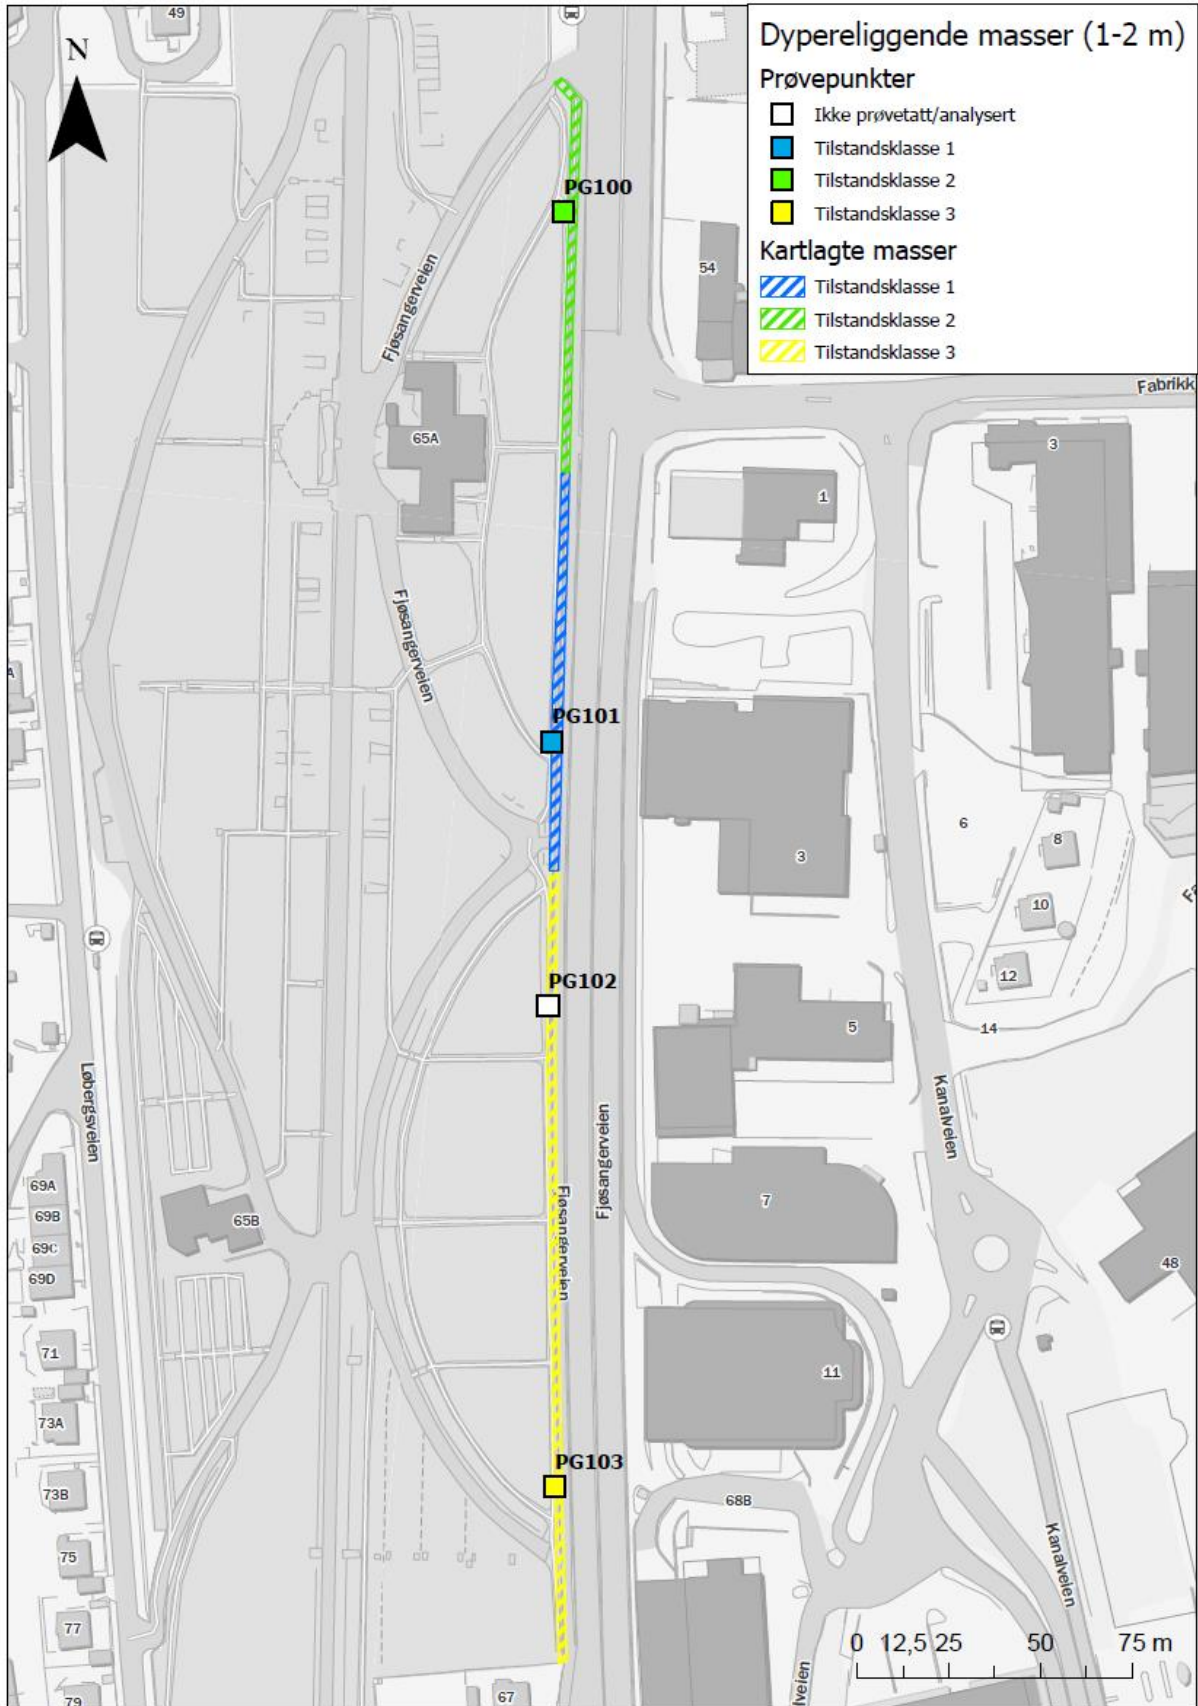 Dypereliggende masser (1-2 m)
Prøvepunkter
Ikke prøvetatt/analysert
Tilstandsklasse 1
Tilstandsklasse 2
Tilstandsklasse 3
Kartlagte masser
Tilstandsklasse 1
Tilstandsklasse 2
Tilstandsklasse 3
49
N
PG100
54
Fjøsangerveien
Fabrikk
65A
3
1
Fjøsangerveien
A
PG101
6
8
3
10
12
PG102
5
14
Løbergsveien
Kanalveien
Fjøsangerveien
Fjøsangerveien
69A
69B
69C
69D
65B
7
48
71
11
73A
PG103
73B
68B
75
Kanalveien
77
0 12,5 25 50 75 m
lveien
67
79